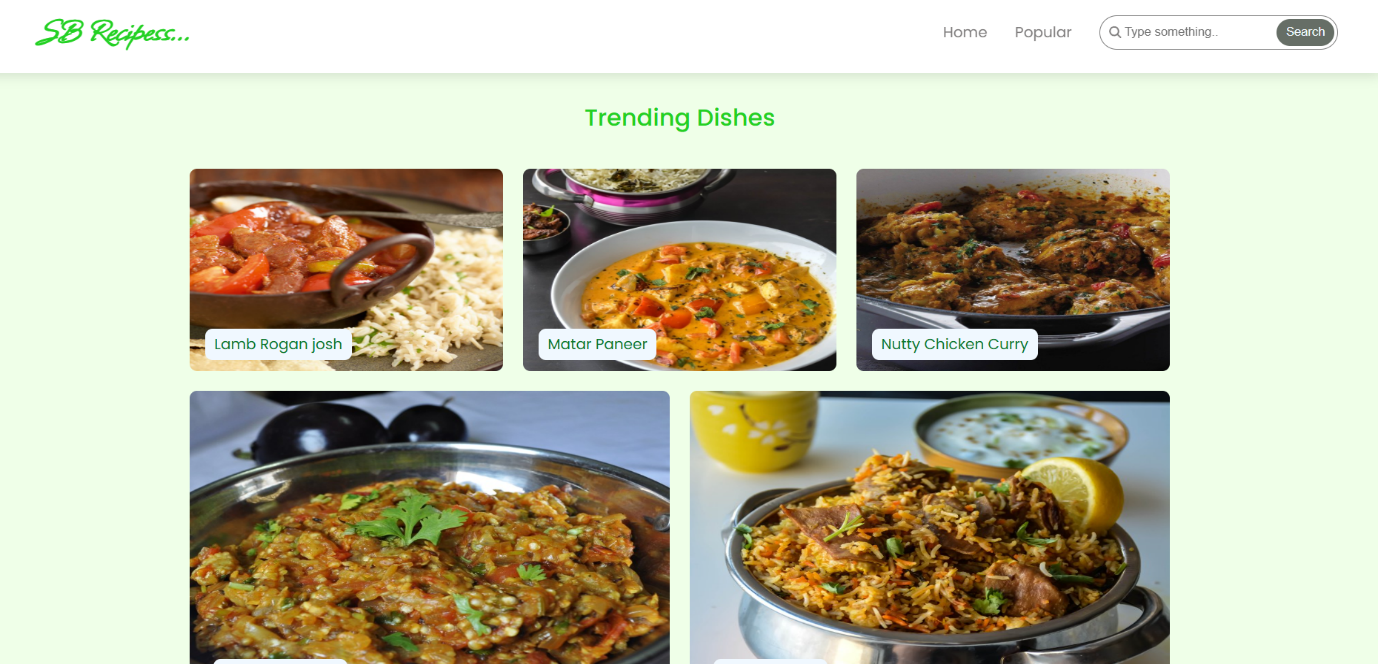 SB Recipess...
Home
Popular
Type something..
Search
Trending Dishes
Lamb Rogan josh
Matar Paneer
Nutty Chicken Curry